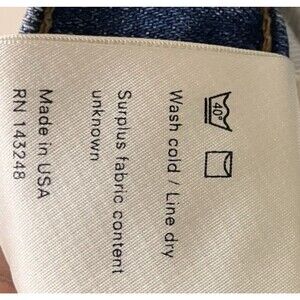 40°
Wash cold / Line dry
Surplus fabric content
unknown
Made in USA
RN 143248